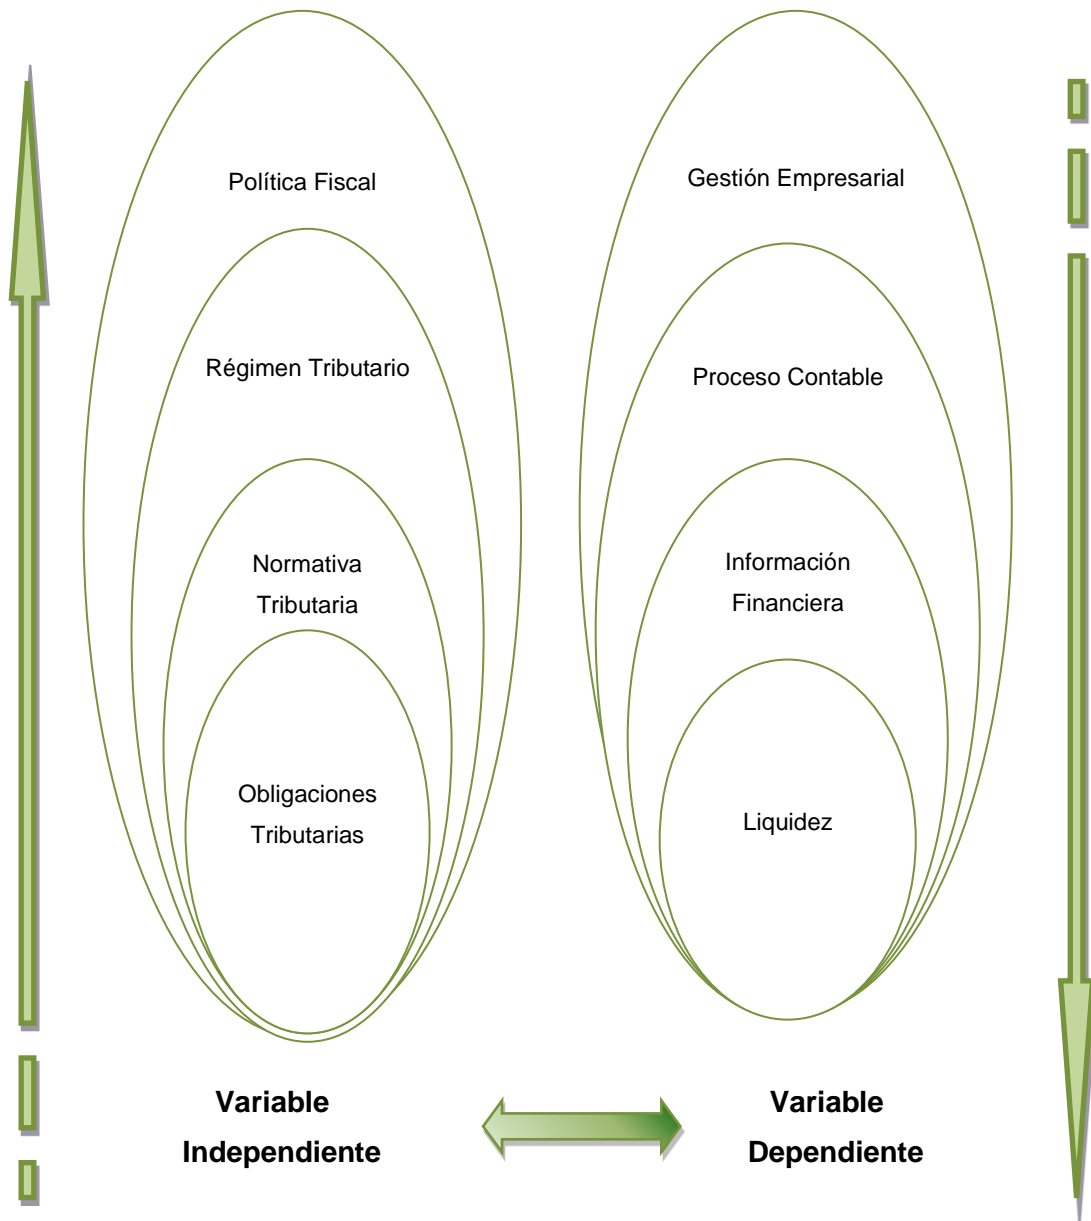 Política Fiscal
Régimen Tributario
Normativa
Tributaria
Obligaciones
Tributarias
Variable
Independiente
Gestión Empresarial
Proceso Contable
Información
Financiera
Liquidez
Variable
Dependiente